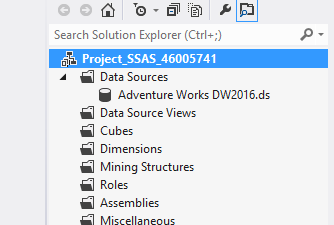 Search Solution Explorer (Ctrl+;)
Project_SSAS_46005741
Data Sources
Adventure Works DW2016.ds
Data Source Views
Cubes
Dimensions
Mining Structures
Roles
Assemblies
Miscellaneous